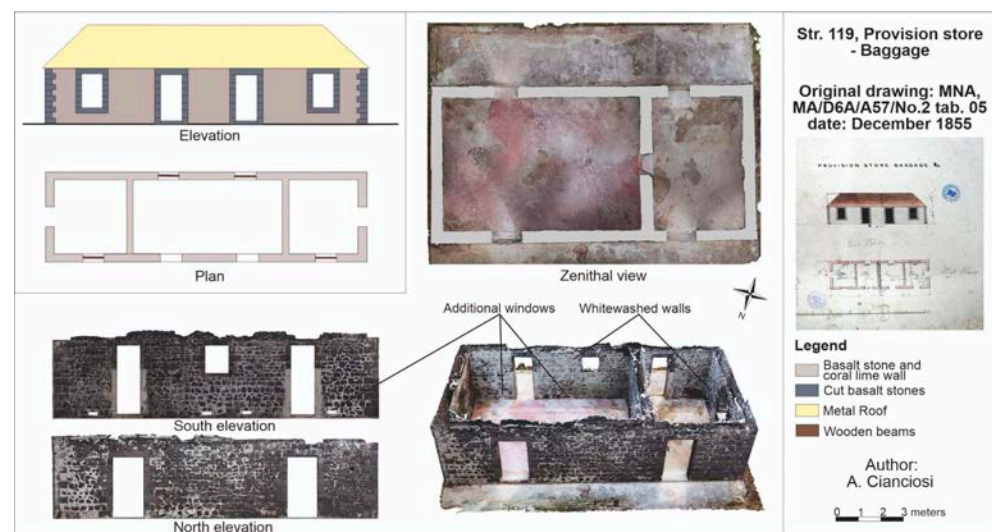 Elevation
Plan
Zenithal view
Additional windows
Whitewashed walls
N
South elevation
North elevation
Str. 119, Provision store
- Baggage
Original drawing: MNA,
MA/D6A/A57/No.2 tab. 05
date: December 1855
PROVISION STORE BAGGAGE
Legend
Basalt stone and
coral lime wall
Cut basalt stones
Metal Roof
Wooden beams
Author:
A. Cianciosi
0 1 2 3 meters